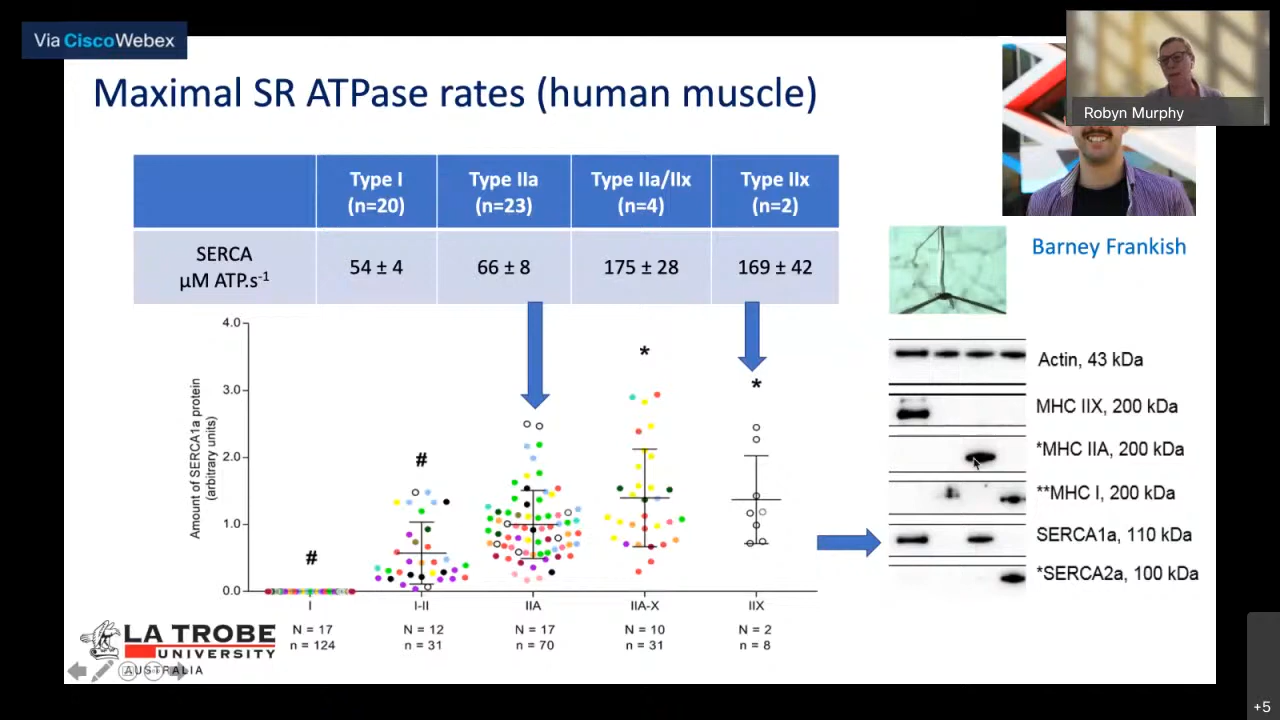 Via CiscoWebex
Robyn Murphy
Maximal SR ATPase rates (human muscle)
Type I (n=20)
Type IIa (n=23)
Type IIa/IIx (n=4)
Type IIx (n=2)
SERCA µM ATP.s-1
54 ± 4
66 ± 8
175 ± 28
169 ± 42
Barney Frankish
Amount of SERCA1a protein
(arbitrary units)
4.0
3.0
2.0
1.0
0.0
#
#
*
*
I
I-II
IIA
IIA-X
IIX
N = 17
N = 12
N = 17
N = 10
N = 2
n = 124
n = 31
n = 70
n = 31
n = 8
Actin, 43 kDa
MHC IIX, 200 kDa
*MHC IIA, 200 kDa
**MHC I, 200 kDa
SERCA1a, 110 kDa
*SERCA2a, 100 kDa
LA TROBE
UNIVERSITY
AUSTRALIA
+5